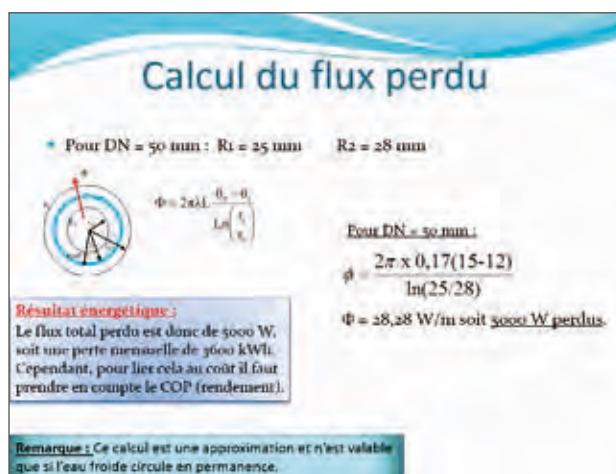 Calcul du flux perdu
• Pour DN = 50 mm : R1 = 25 mm R2 = 28 mm
Φ = 2πλL
Ln
Pour DN = 50 mm :
ϕ = 2π x 0,17(15-12)
ln(25/28)
Φ = 28,28 W/m soit 5000 W perdus
Résultat énergétique :
Le flux total perdu est donc de 5000 W,
soit une perte mensuelle de 3600 kWh.
Cependant, pour lier cela au coût il faut
prendre en compte le COP (rendement).
Remarque : Ce calcul est une approximation et n'est valable
que si l'eau froide circule en permanence.